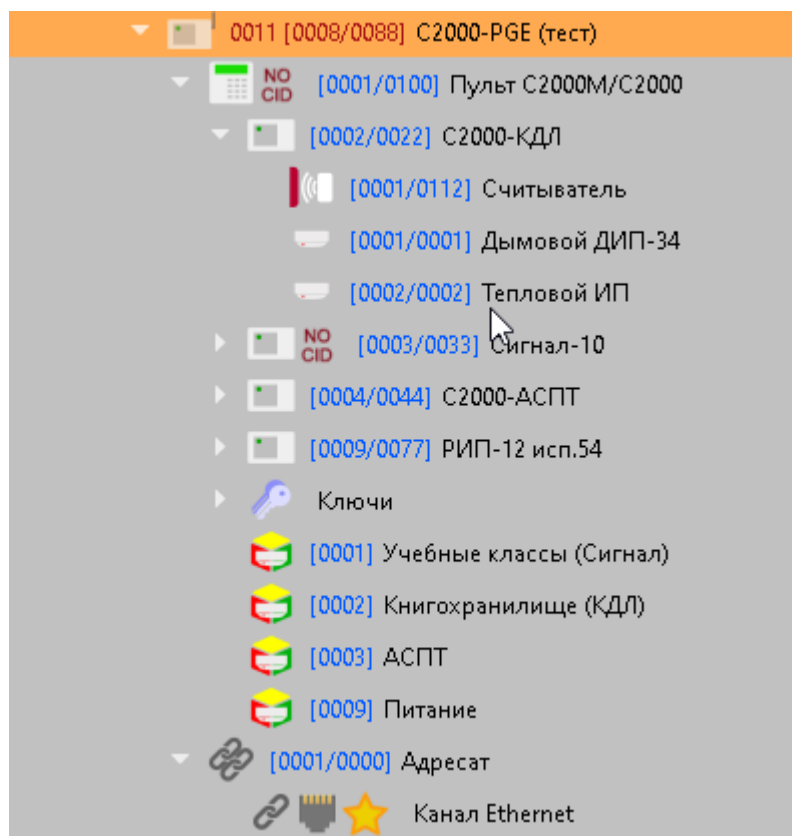 0011 [0008/0088] С2000-PGE (тест)
NO CID [0001/0100] Пульт С2000М/С2000
[0002/0022] С2000-КДЛ
[0001/0112] Считыватель
[0001/0001] Дымовой ДИП-34
[0002/0002] Тепловой ИП
NO CID [0003/0033] Сигнал-10
[0004/0044] С2000-АСПТ
[0009/0077] РИП-12 исп.54
Ключи
[0001] Учебные классы (Сигнал)
[0002] Книгохранилище (КДЛ)
[0003] АСПТ
[0009] Питание
[0001/0000] Адресат
Канал Ethernet